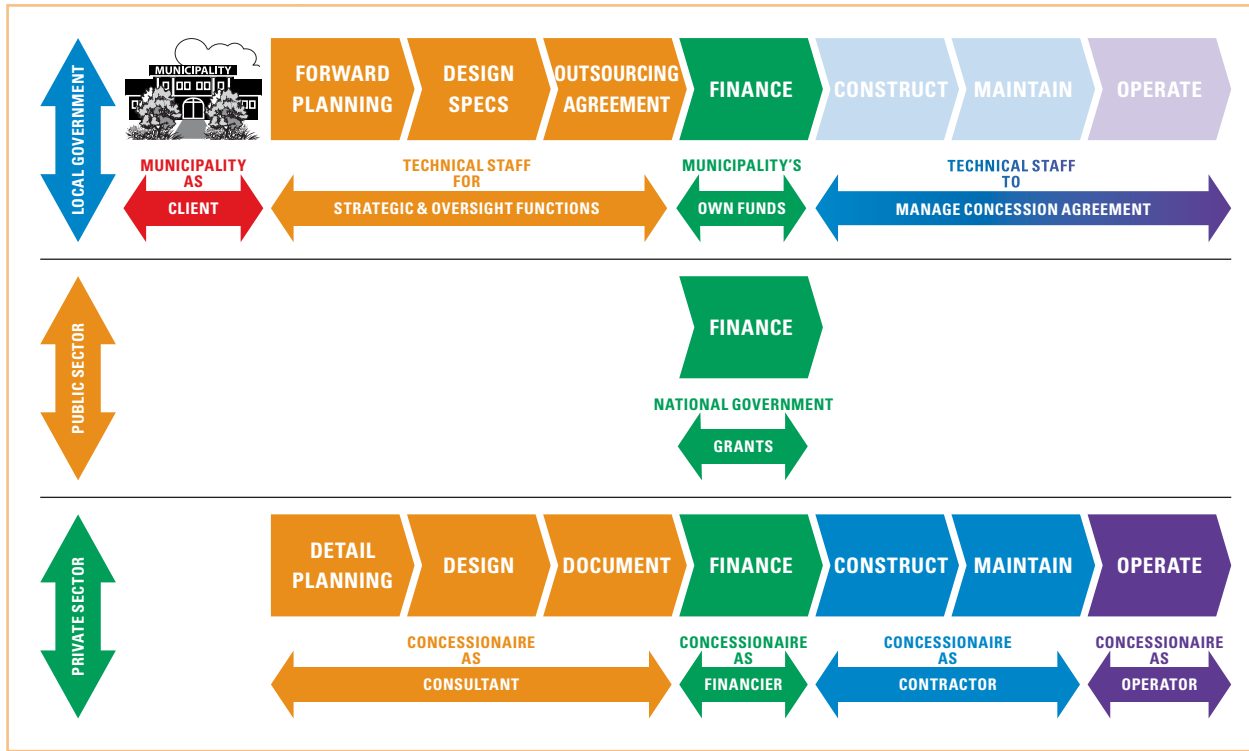 LOCAL GOVERNMENT
MUNICIPALITY
FORWARD
PLANNING
DESIGN
SPECS
OUTSOURCING
AGREEMENT
FINANCE
CONSTRUCT
MAINTAIN
OPERATE
MUNICIPALITY
AS
CLIENT
TECHNICAL STAFF
FOR
STRATEGIC & OVERSIGHT FUNCTIONS
MUNICIPALITY'S
OWN FUNDS
TECHNICAL STAFF
TO
MANAGE CONCESSION AGREEMENT
PUBLIC SECTOR
FINANCE
NATIONAL GOVERNMENT
GRANTS
PRIVATE SECTOR
DETAIL
PLANNING
DESIGN
DOCUMENT
FINANCE
CONSTRUCT
MAINTAIN
OPERATE
CONCESSIONAIRE
AS
CONSULTANT
CONCESSIONAIRE
AS
FINANCIER
CONCESSIONAIRE
AS
CONTRACTOR
CONCESSIONAIRE
AS
OPERATOR